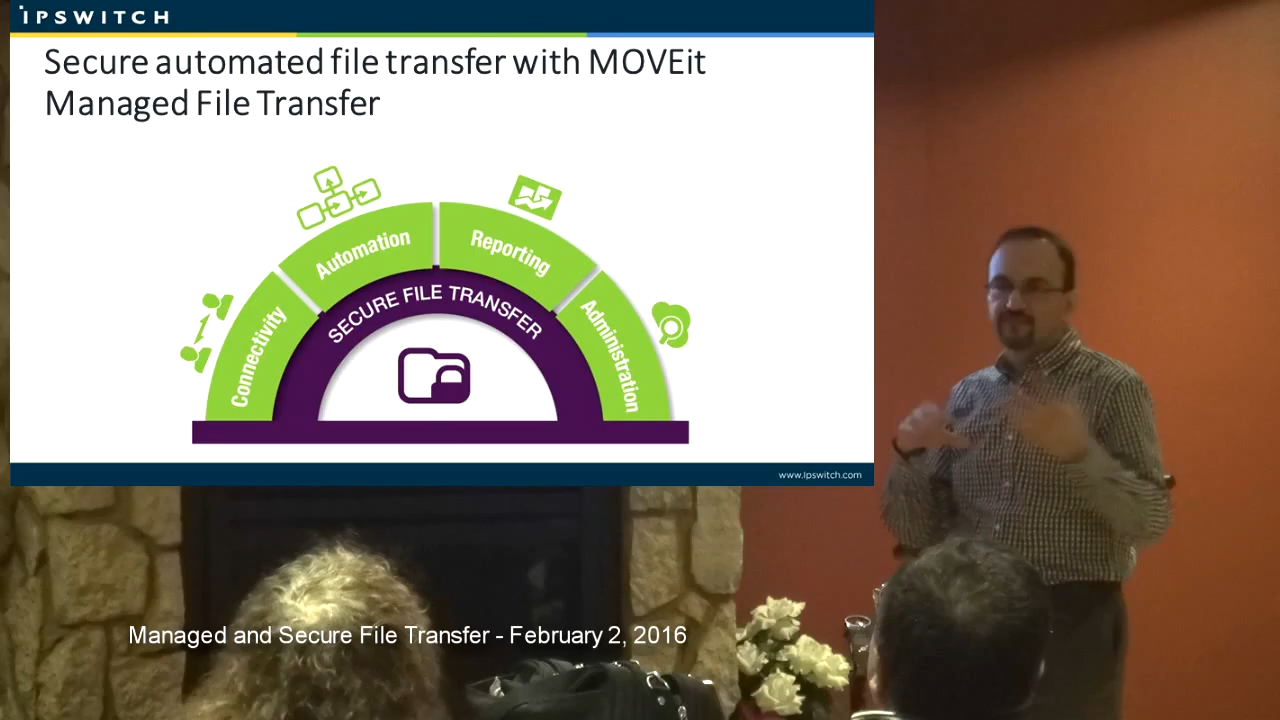 IPSWITCH
Secure automated file transfer with MOVEit
Managed File Transfer
Automation
Reporting
SECURE FILE TRANSFER
Connectivity
Administration
www.ipswitch.com
Managed and Secure File Transfer - February 2, 2016